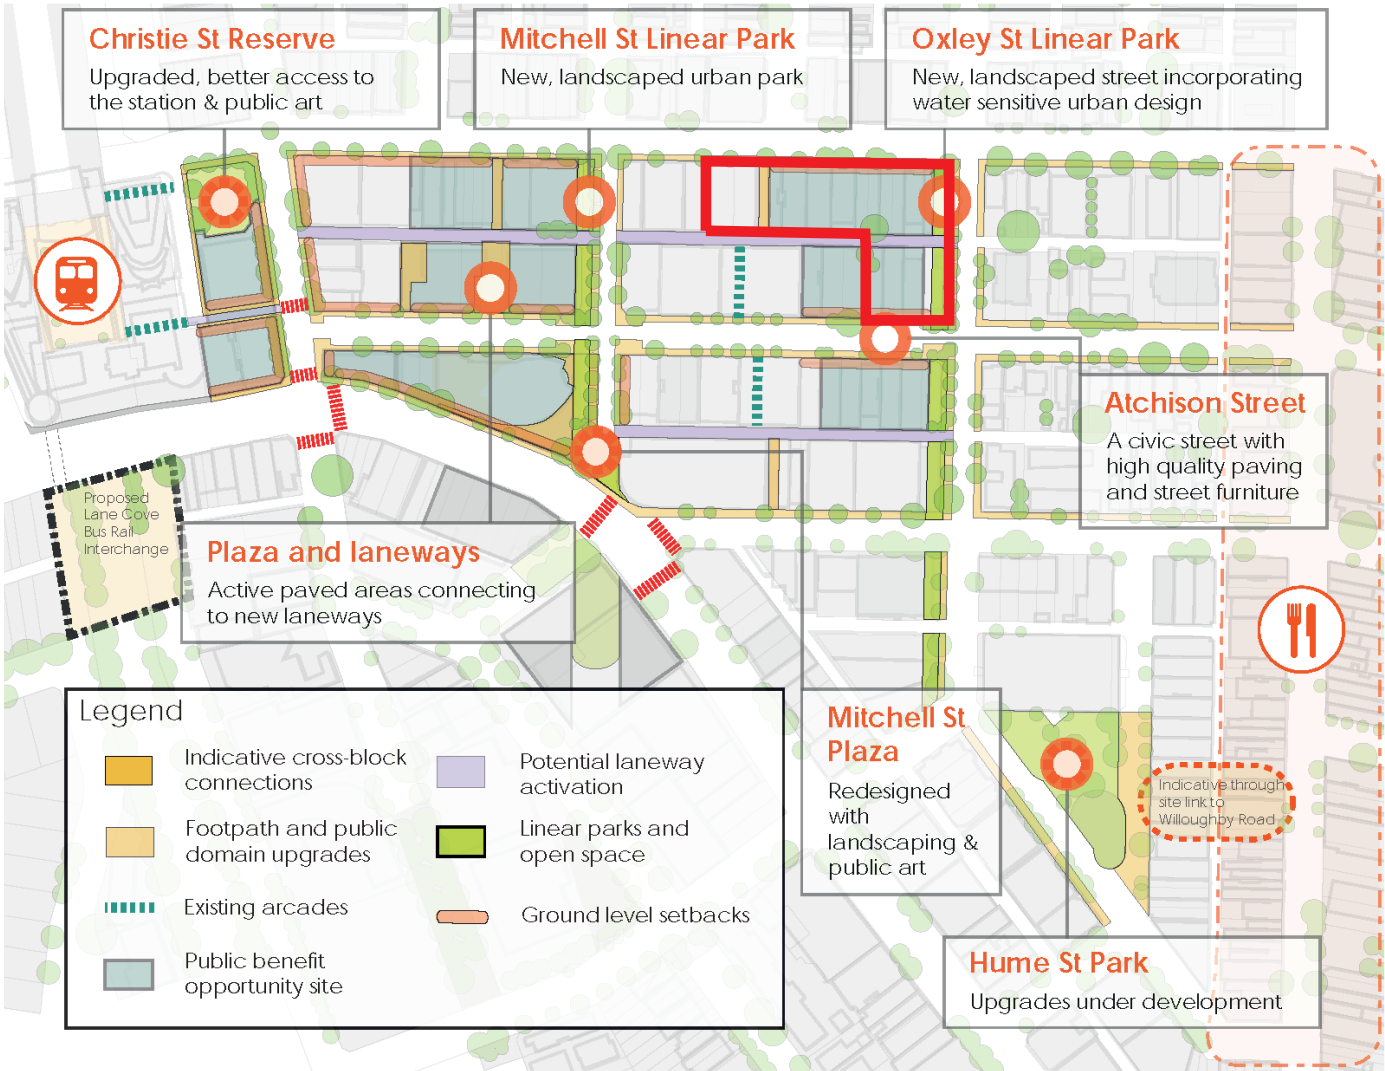 Christie St Reserve
Upgraded, better access to
the station & public art
Mitchell St Linear Park
New, landscaped urban park
Oxley St Linear Park
New, landscaped street incorporating
water sensitive urban design
Atchison Street
A civic street with
high quality paving
and street furniture
Proposed
Lane Cove
Bus Rail
Interchange
Plaza and laneways
Active paved areas connecting
to new laneways
Mitchell St
Plaza
Redesigned
with
landscaping &
public art
Indicative through
site link to
Willoughby Road
Hume St Park
Upgrades under development
Legend
Indicative cross-block
connections
Footpath and public
domain upgrades
Existing arcades
Public benefit
opportunity site
Potential laneway
activation
Linear parks and
open space
Ground level setbacks